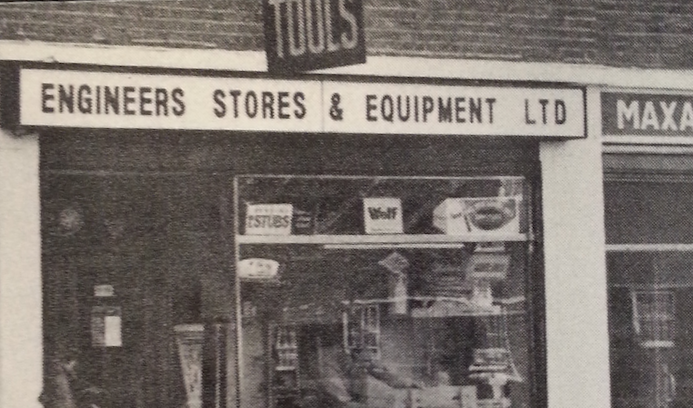 TOOLS
ENGINEERS STORES & EQUIPMENT LTD
MAXA
STUBS
Wolf